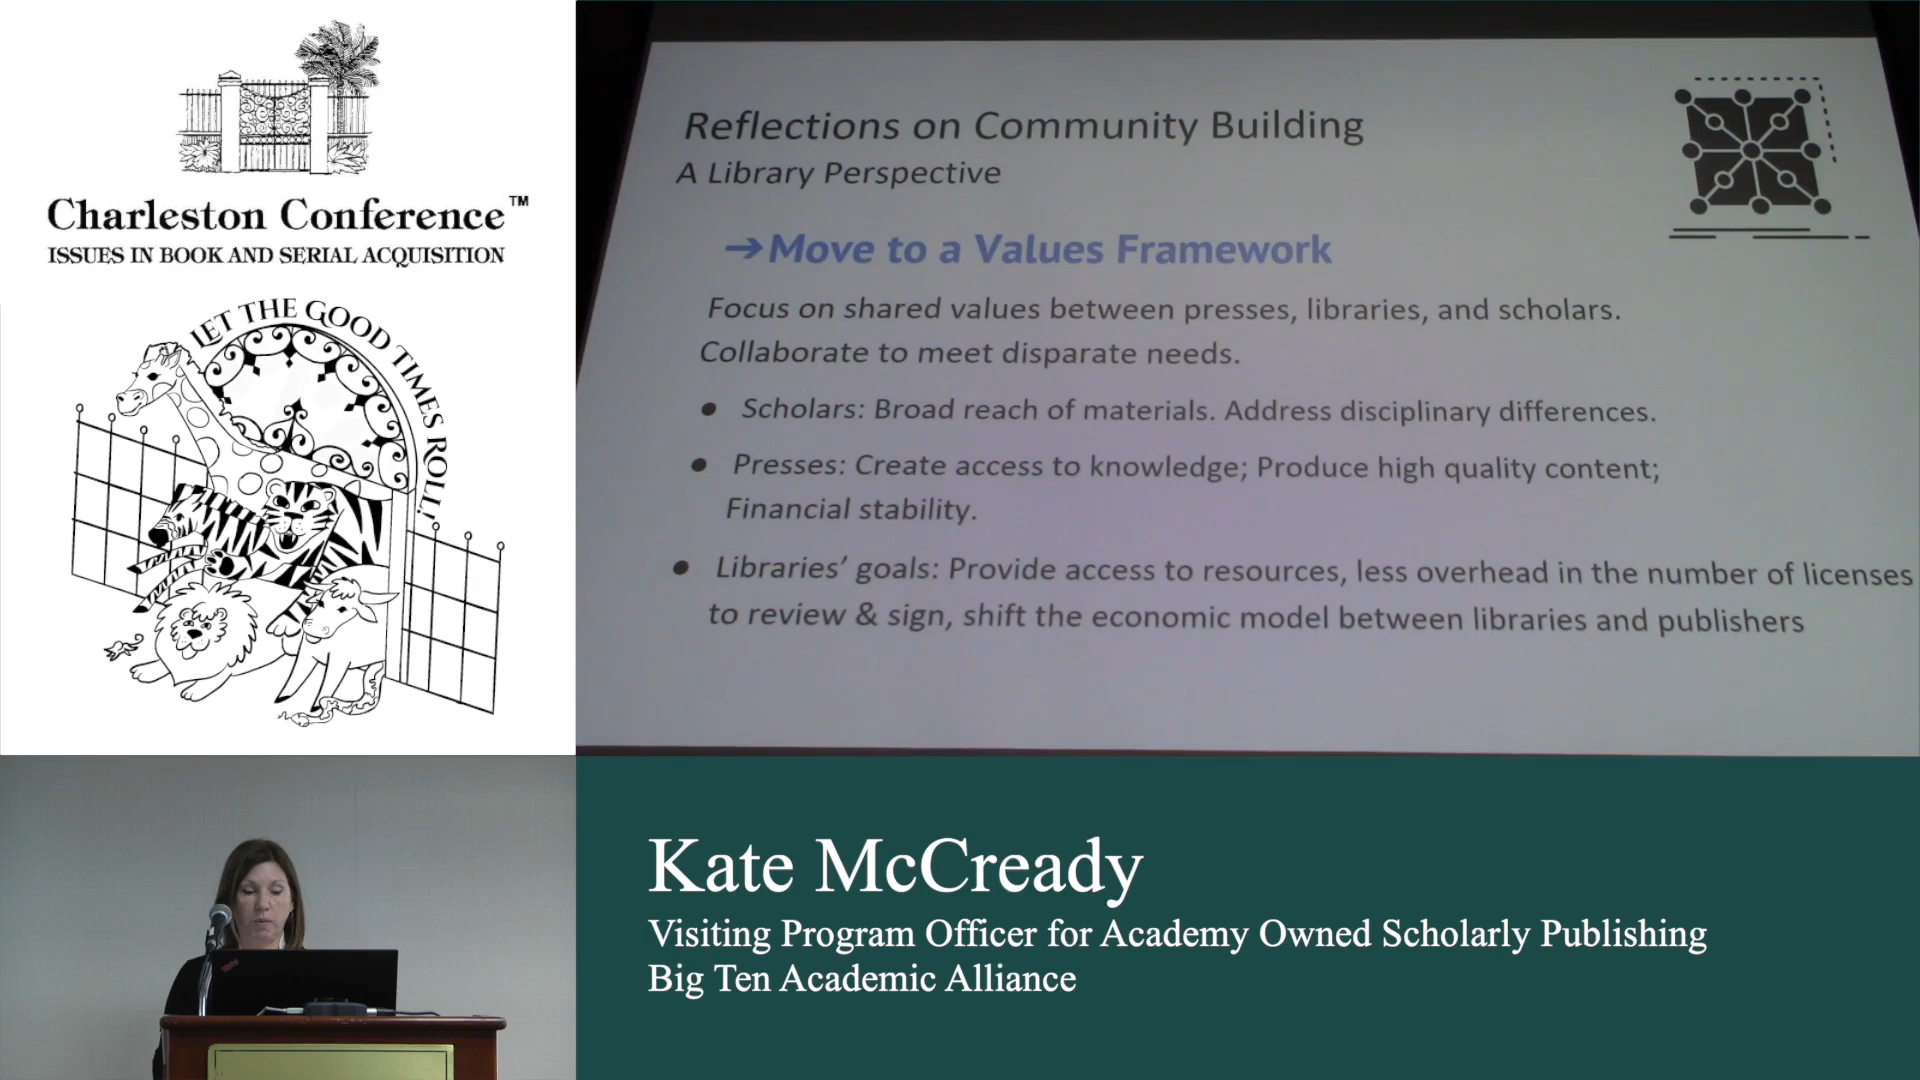 Charleston Conference™
ISSUES IN BOOK AND SERIAL ACQUISITION
LET THE GOOD TIMES ROLL!
Reflections on Community Building
A Library Perspective
→Move to a Values Framework
Focus on shared values between presses, libraries, and scholars.
Collaborate to meet disparate needs.
● Scholars: Broad reach of materials. Address disciplinary differences.
● Presses: Create access to knowledge; Produce high quality content;
Financial stability.
● Libraries' goals: Provide access to resources, less overhead in the number of licenses
to review & sign, shift the economic model between libraries and publishers
Kate McCready
Visiting Program Officer for Academy Owned Scholarly Publishing
Big Ten Academic Alliance